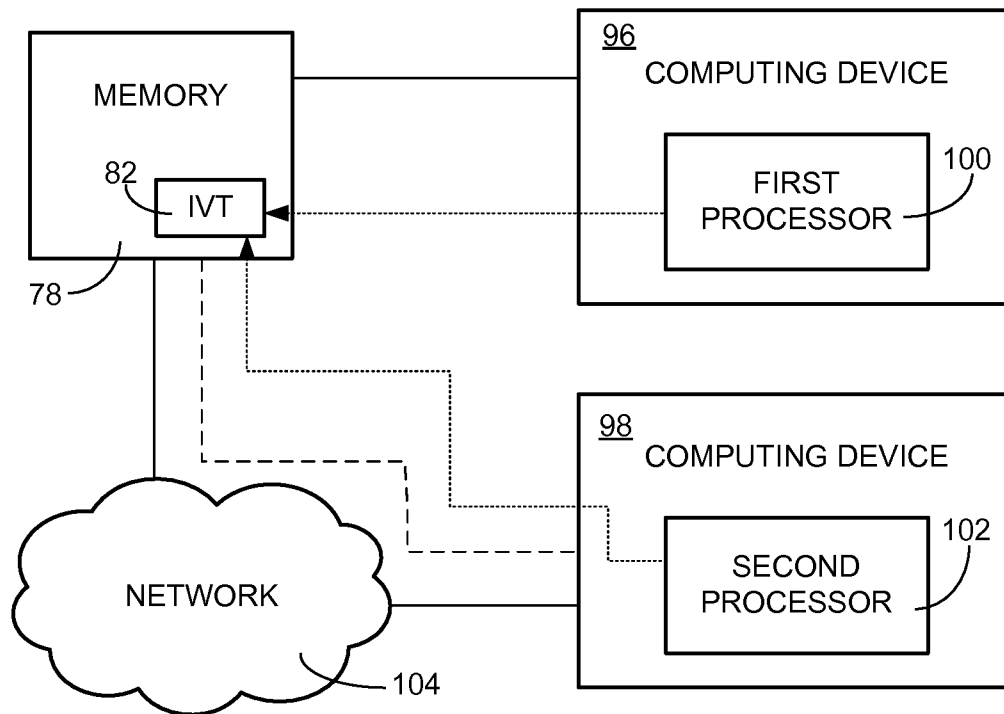 96
COMPUTING DEVICE
MEMORY
82
IVT
FIRST
PROCESSOR
100
78
98
COMPUTING DEVICE
SECOND
PROCESSOR
102
NETWORK
104